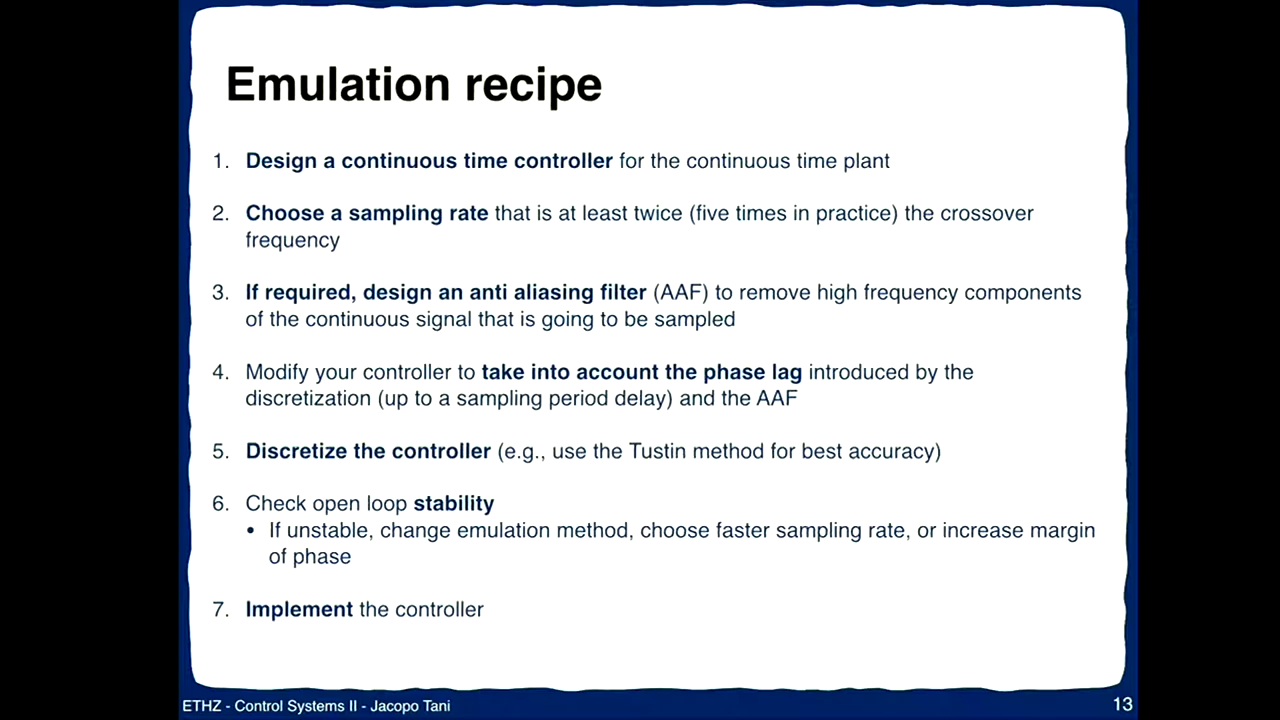 Emulation recipe
1. Design a continuous time controller for the continuous time plant
2. Choose a sampling rate that is at least twice (five times in practice) the crossover
frequency
3. If required, design an anti aliasing filter (AAF) to remove high frequency components
of the continuous signal that is going to be sampled
4. Modify your controller to take into account the phase lag introduced by the
discretization (up to a sampling period delay) and the AAF
5. Discretize the controller (e.g., use the Tustin method for best accuracy)
6. Check open loop stability
• If unstable, change emulation method, choose faster sampling rate, or increase margin
of phase
7. Implement the controller
ETHZ - Control Systems II - Jacopo Tani
13